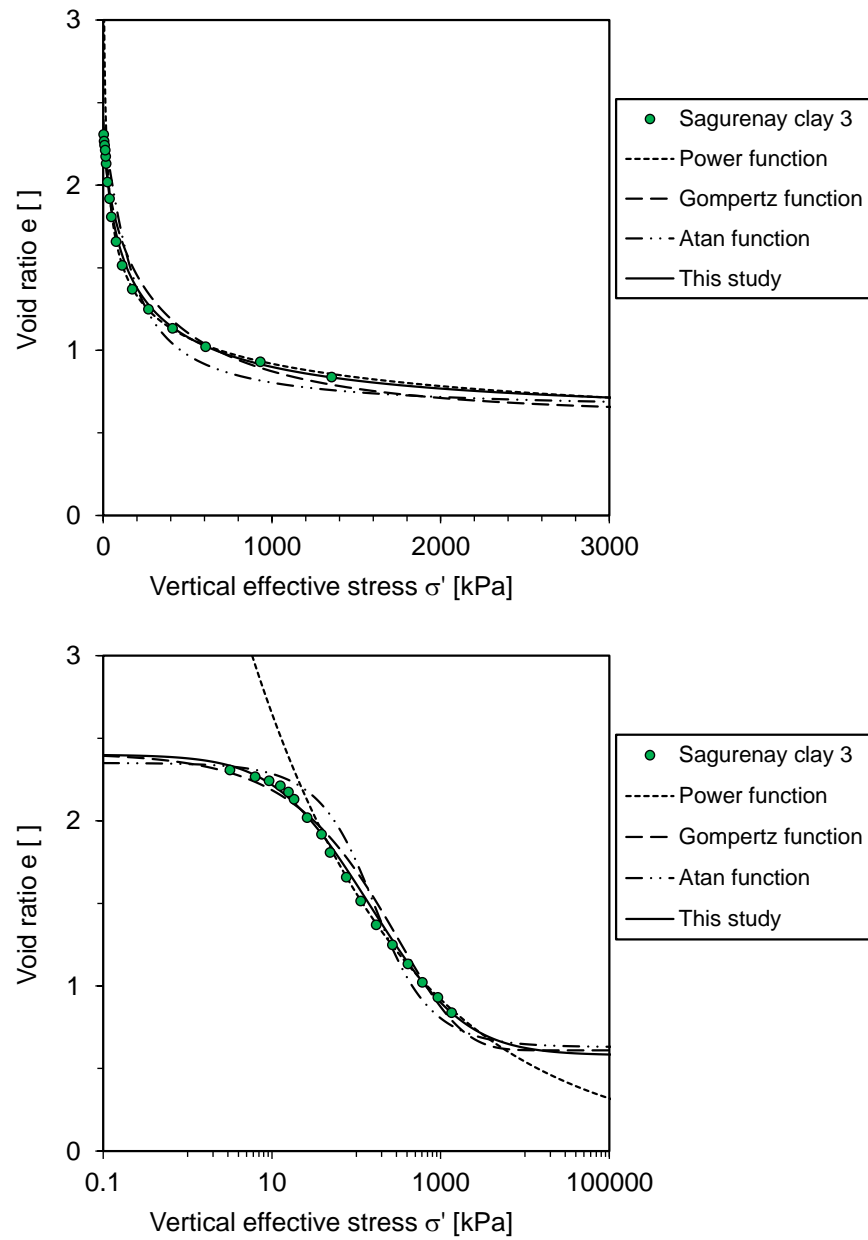 3
2
1
0
Void ratio e [ ]
0 1000 2000 3000
Vertical effective stress σ' [kPa]
Sagurenay clay 3
Power function
Gompertz function
Atan function
This study
3
2
1
0
Void ratio e [ ]
0.1 10 1000 100000
Vertical effective stress σ' [kPa]
Sagurenay clay 3
Power function
Gompertz function
Atan function
This study